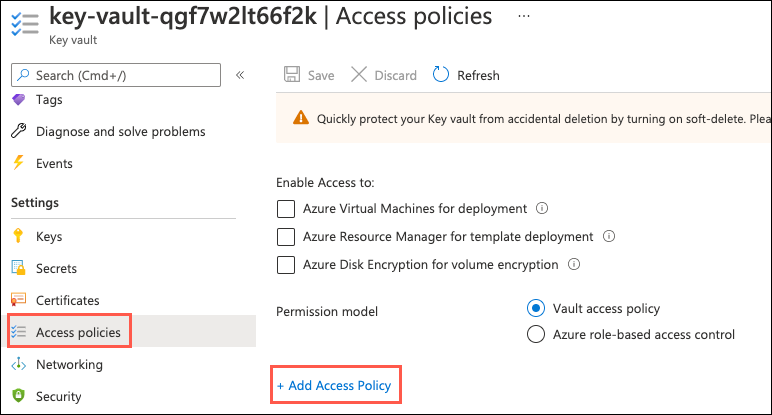 key-vault-qgf7w2lt66f2k | Access policies ...
Key vault
Search (Cmd+/)
«
Tags
Diagnose and solve problems
Events
Settings
Keys
Secrets
Certificates
Access policies
Networking
Security
Save Discard Refresh
Quickly protect your Key vault from accidental deletion by turning on soft-delete. Plea
Enable Access to:
Azure Virtual Machines for deployment
Azure Resource Manager for template deployment
Azure Disk Encryption for volume encryption
Permission model
Vault access policy
Azure role-based access control
+ Add Access Policy